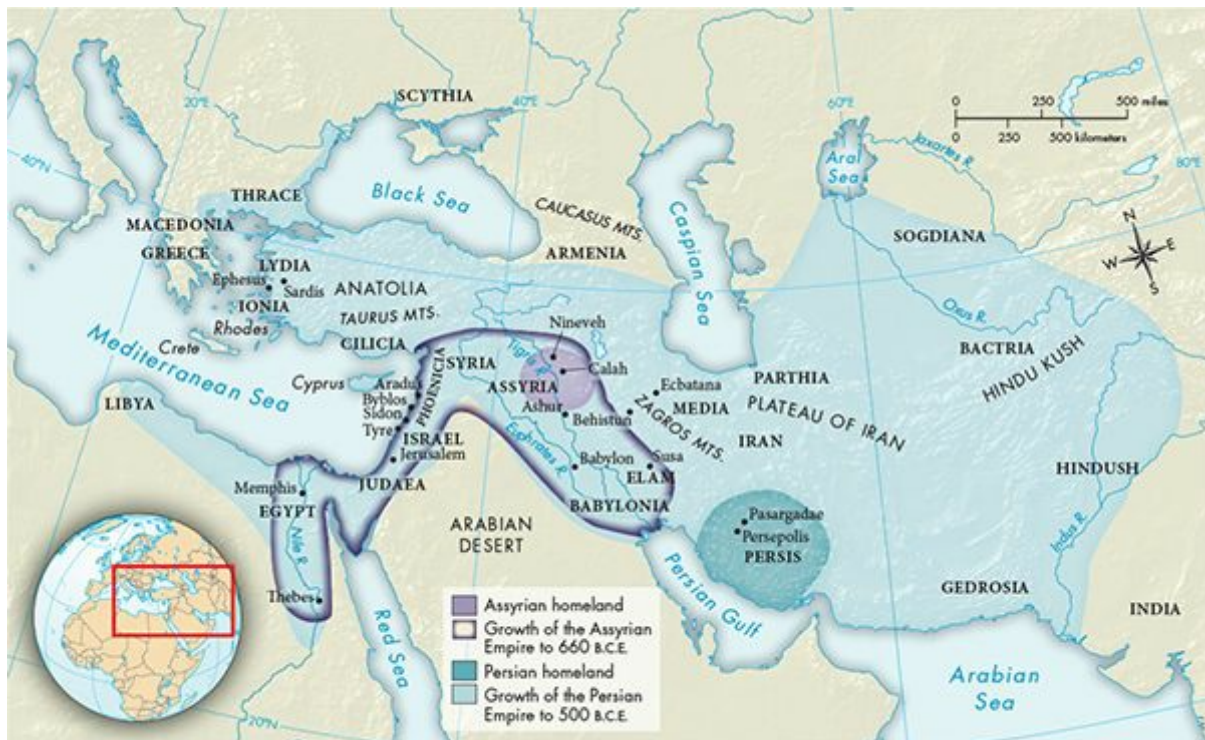 SCYTHIA
20°E
40°E
0 250 500 miles
0 250 500 kilometers
60°E
Jaxartes R.
Aral
Sea
80°E
40°N
Black Sea
THRACE
CAUCASUS MTS.
Caspian Sea
MACEDONIA
GREECE
ARMENIA
SOGDIANA
N
W E
S
LYDIA
Ephesus
Sardis
ANATOLIA
IONIA
TAURUS MTS.
Rhodes
Oxus R.
Nineveh
CILICIA
Crete
Mediterranean Sea
SYRIA
Tigris R.
BACTRIA
HINDU KUSH
Calah
Cyprus
Aradus
PHOENICIA
ASSYRIA
PARTHIA
Ecbatana
Byblos
LIBYA
Sidon
Ashur
MEDIA
PLATEAU OF IRAN
Behistun
ZAGROS MTS.
Tyre
ISRAEL
IRAN
Euphrates R.
Jerusalem
Babylon
Susa
HINDUSH
JUDAEA
ELAM
Memphis
EGYPT
BABYLONIA
Pasargadae
ARABIAN
DESERT
Persepolis
Indus R.
Nile R.
PERSIS
GEDROSIA
Thebes
Persian Gulf
INDIA
Red Sea
Arabian
Sea
20°N
Assyrian homeland
Growth of the Assyrian
Empire to 660 B.C.E.
Persian homeland
Growth of the Persian
Empire to 500 B.C.E.